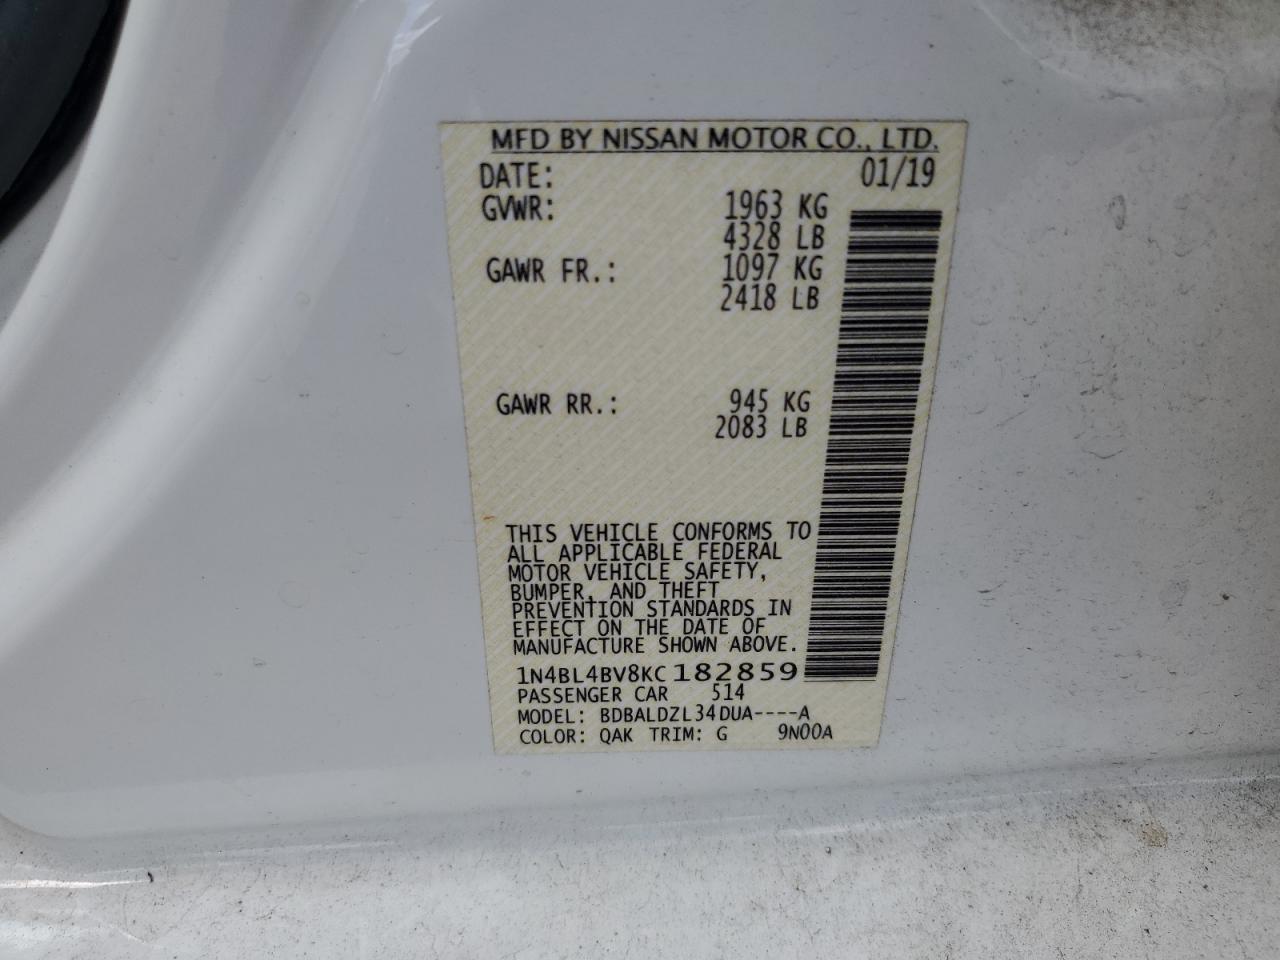 MFD BY NISSAN MOTOR CO., LTD.
DATE: 01/19
GVWR: 1963 KG
4328 LB
GAWR FR.: 1097 KG
2418 LB
GAWR RR.: 945 KG
2083 LB
THIS VEHICLE CONFORMS TO
ALL APPLICABLE FEDERAL
MOTOR VEHICLE SAFETY,
BUMPER, AND THEFT
PREVENTION STANDARDS IN
EFFECT ON THE DATE OF
MANUFACTURE SHOWN ABOVE.
1N4BL4BV8KC182859
PASSENGER CAR 514
MODEL: BDBALDZL34DUA----A
COLOR: QAK TRIM: G 9N00A